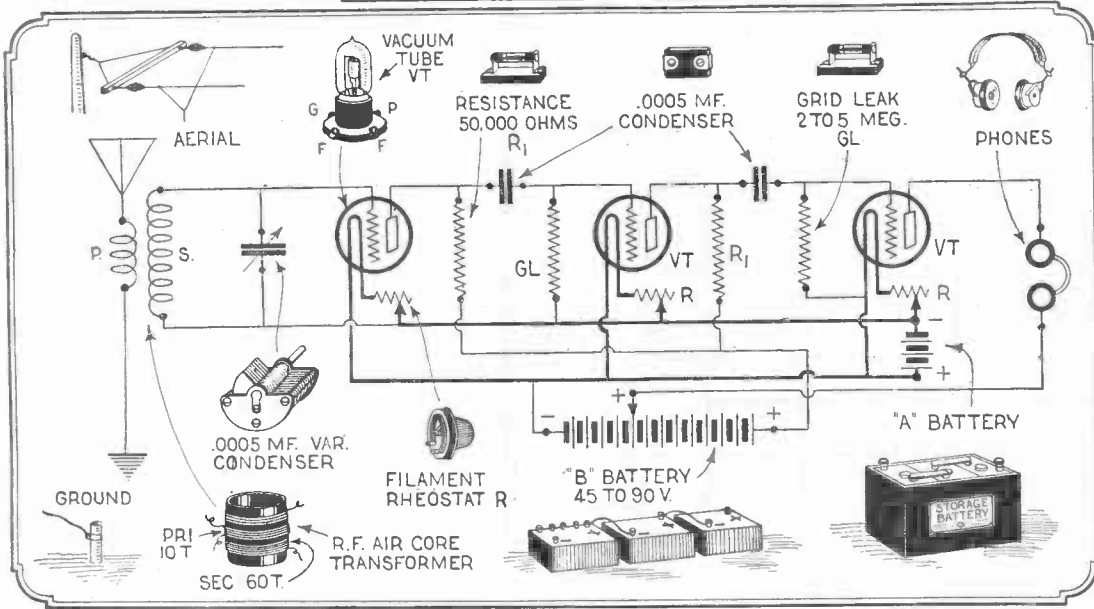 AERIAL
VACUUM
TUBE
VT
G
P
F
F
RESISTANCE
50,000 OHMS
R1
.0005 MF.
CONDENSER
GRID LEAK
2 TO 5 MEG.
GL
PHONES
P.
S.
GL
VT
R
R1
VT
R
-
+
"A" BATTERY
.0005 MF. VAR.
CONDENSER
FILAMENT
RHEOSTAT R
-
+
+
"B" BATTERY
45 TO 90 V.
GROUND
PRI
10 T
SEC 60 T.
R.F. AIR CORE
TRANSFORMER
STORAGE
BATTERY